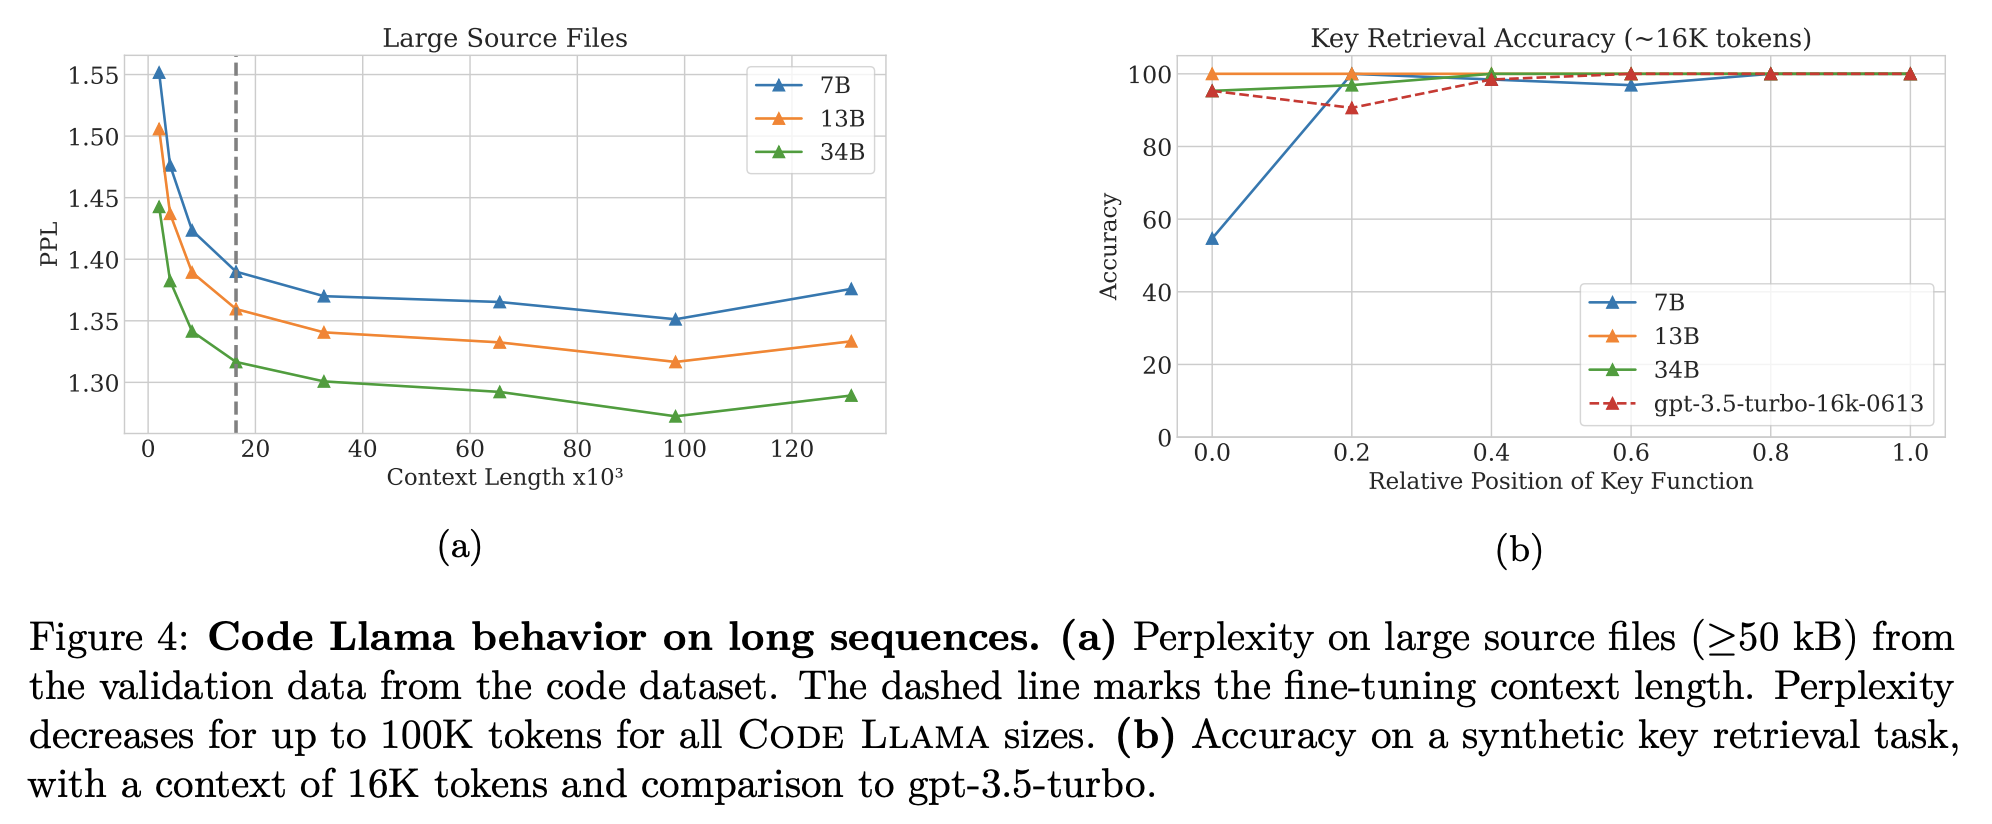 Large Source Files
1.55
1.50
1.45
1.40
1.35
1.30
PPL
7B
13B
34B
0 20 40 60 80 100 120
Context Length x10³
(a)
Key Retrieval Accuracy (~16K tokens)
100
80
60
40
20
0
Accuracy
7B
13B
34B
gpt-3.5-turbo-16k-0613
0.0 0.2 0.4 0.6 0.8 1.0
Relative Position of Key Function
(b)
Figure 4: Code Llama behavior on long sequences. (a) Perplexity on large source files (≥50 kB) from
the validation data from the code dataset. The dashed line marks the fine-tuning context length. Perplexity
decreases for up to 100K tokens for all CODE LLAMA sizes. (b) Accuracy on a synthetic key retrieval task,
with a context of 16K tokens and comparison to gpt-3.5-turbo.